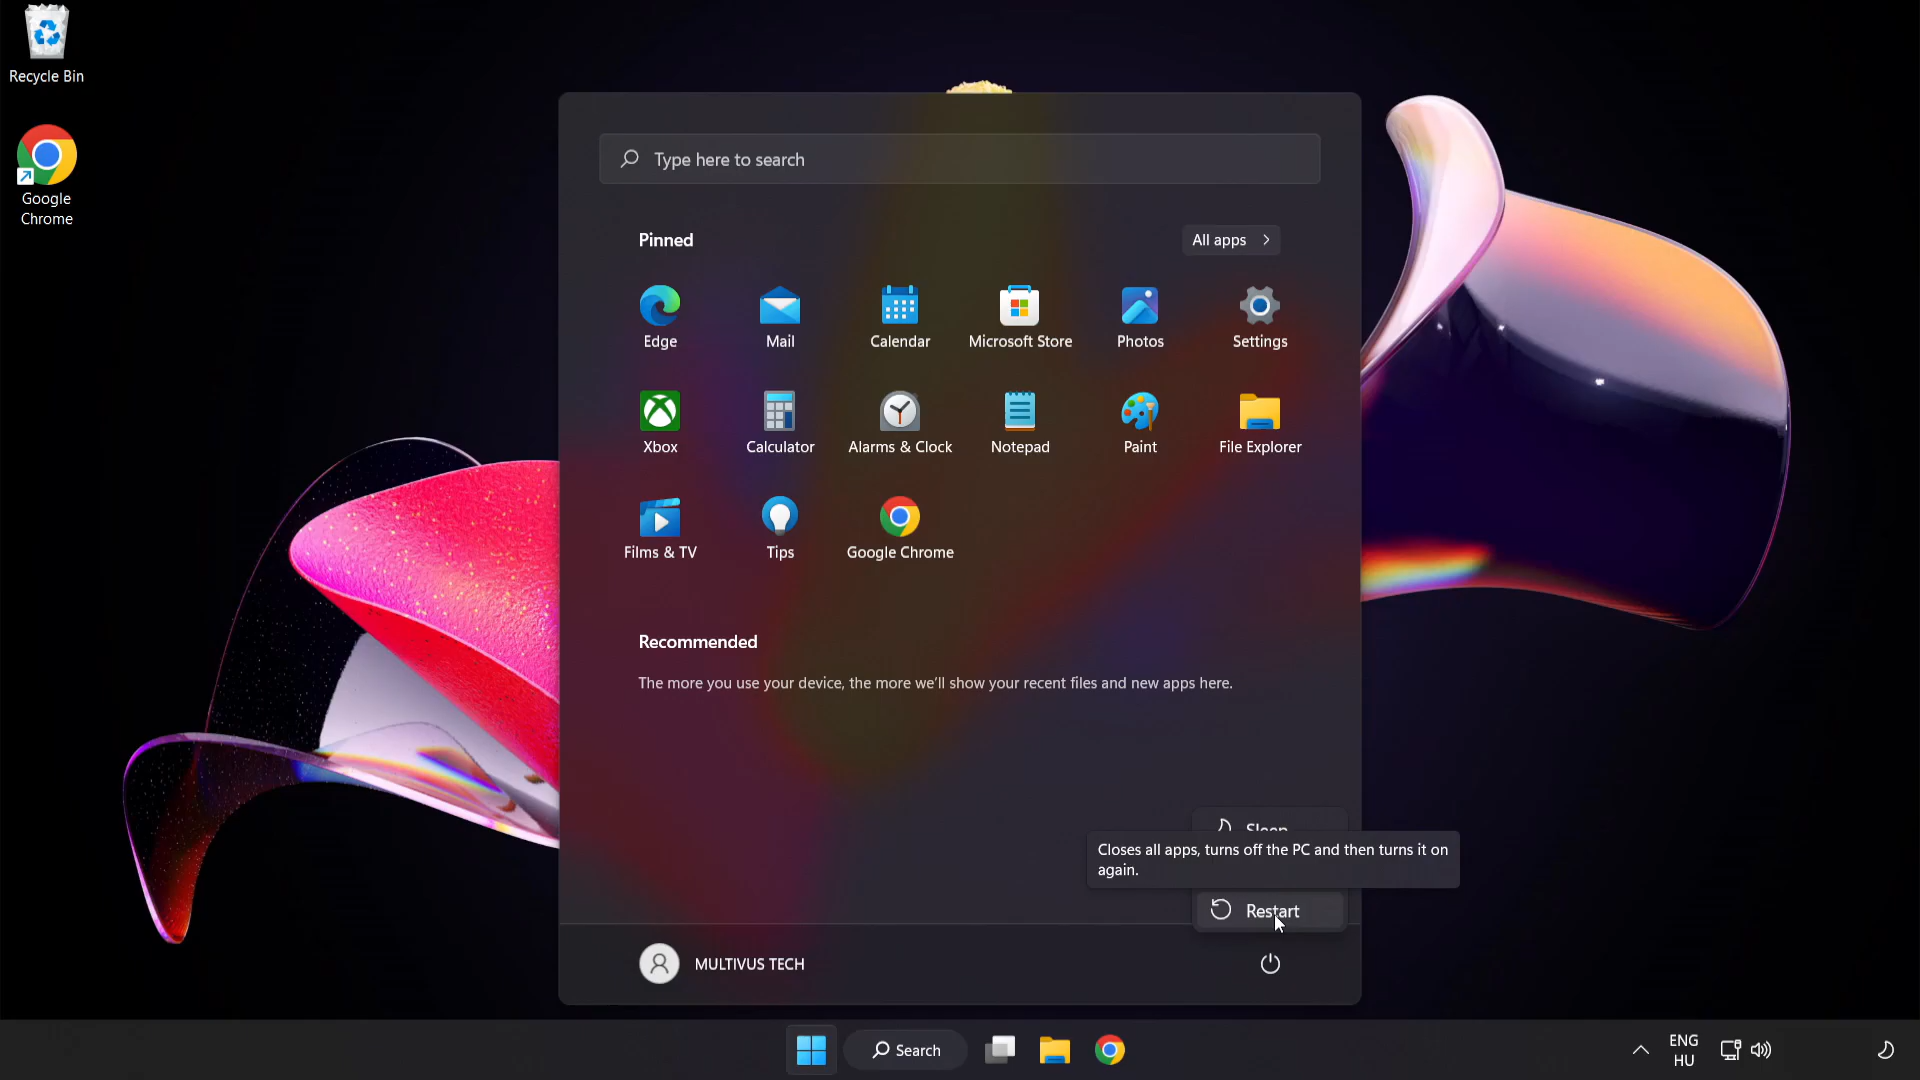 Recycle Bin
Google
Chrome
Type here to search
Pinned
All apps
Edge
Mail
Calendar
Microsoft Store
Photos
Settings
Xbox
Calculator
Alarms & Clock
Notepad
Paint
File Explorer
Films & TV
Tips
Google Chrome
Recommended
The more you use your device, the more we'll show your recent files and new apps here.
Sleep
Closes all apps, turns off the PC and then turns it on
again.
Restart
MULTIVUS TECH
Search
ENG
HU